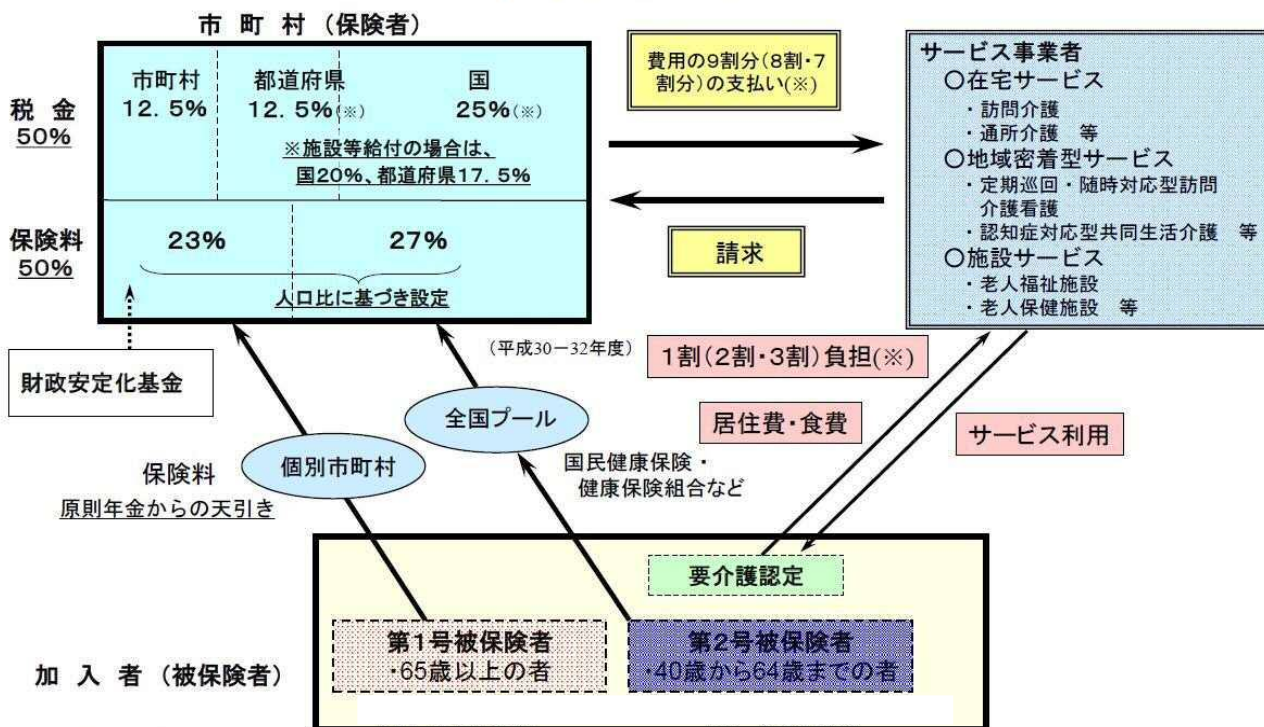 市 町 村 （保険者）
市町村
12．5％
都道府県
12．5％(※)
国
25％(※)
※施設等給付の場合は、
国20％、都道府県17．5％
税 金
50％
保険料
50％
23％
27％
人口比に基づき設定
費用の9割分（8割・7
割分）の支払い(※)
請求
サービス事業者
○在宅サービス
・訪問介護
・通所介護　等
○地域密着型サービス
・定期巡回・随時対応型訪問
介護看護
・認知症対応型共同生活介護　等
○施設サービス
・老人福祉施設
・老人保健施設　等
財政安定化基金
（平成30－32年度）
1割（2割・3割）負担(※)
居住費・食費
サービス利用
全国プール
個別市町村
国民健康保険・
健康保険組合など
保険料
原則年金からの天引き
要介護認定
第1号被保険者
・65歳以上の者
第2号被保険者
・40歳から64歳までの者
加 入 者 （被保険者）